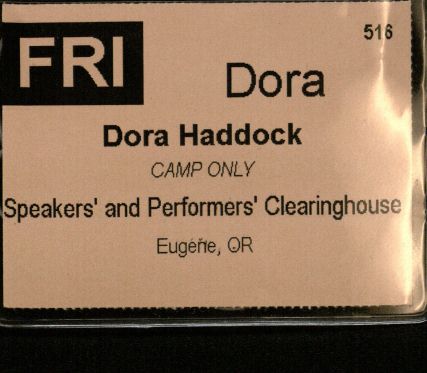 516
FRI
Dora
Dora Haddock
CAMP ONLY
Speakers' and Performers' Clearinghouse
Eugene, OR